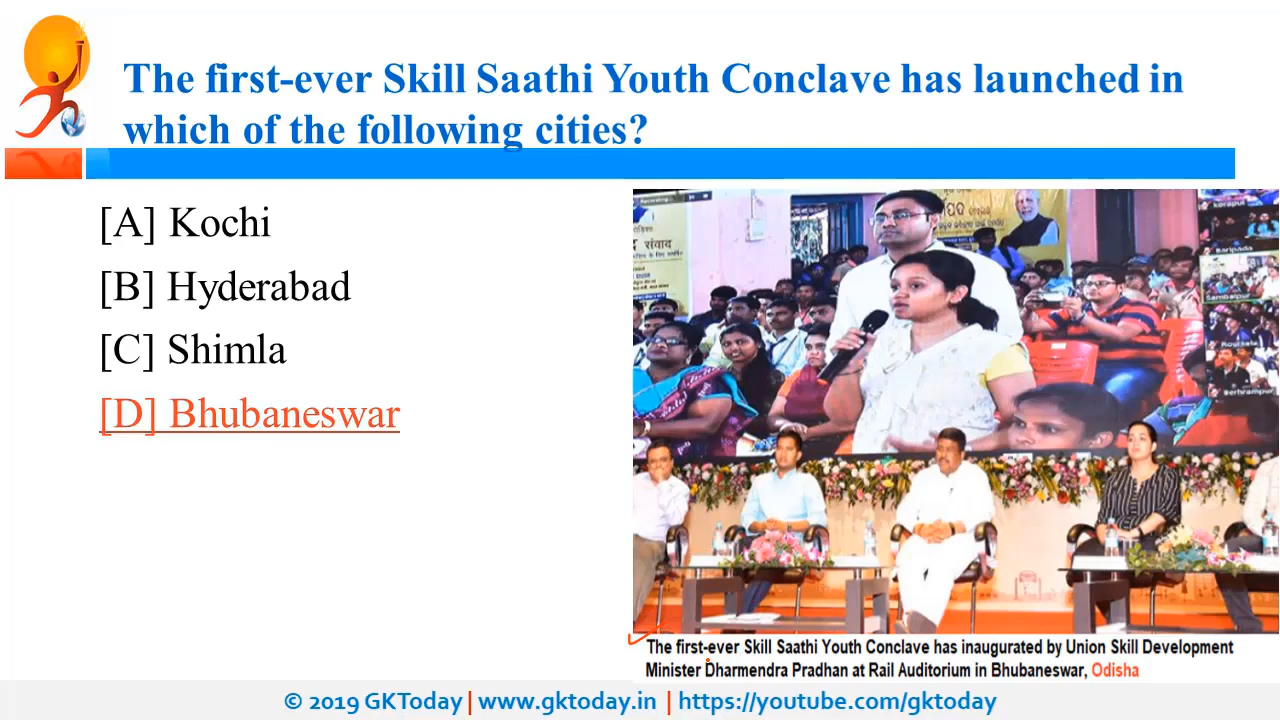 The first-ever Skill Saathi Youth Conclave has launched in
which of the following cities?
[A] Kochi
[B] Hyderabad
[C] Shimla
[D] Bhubaneswar
संवाद
Sambalpur
The first-ever Skill Saathi Youth Conclave has inaugurated by Union Skill Development
Minister Dharmendra Pradhan at Rail Auditorium in Bhubaneswar, Odisha
© 2019 GKToday | www.gktoday.in | https://youtube.com/gktoday